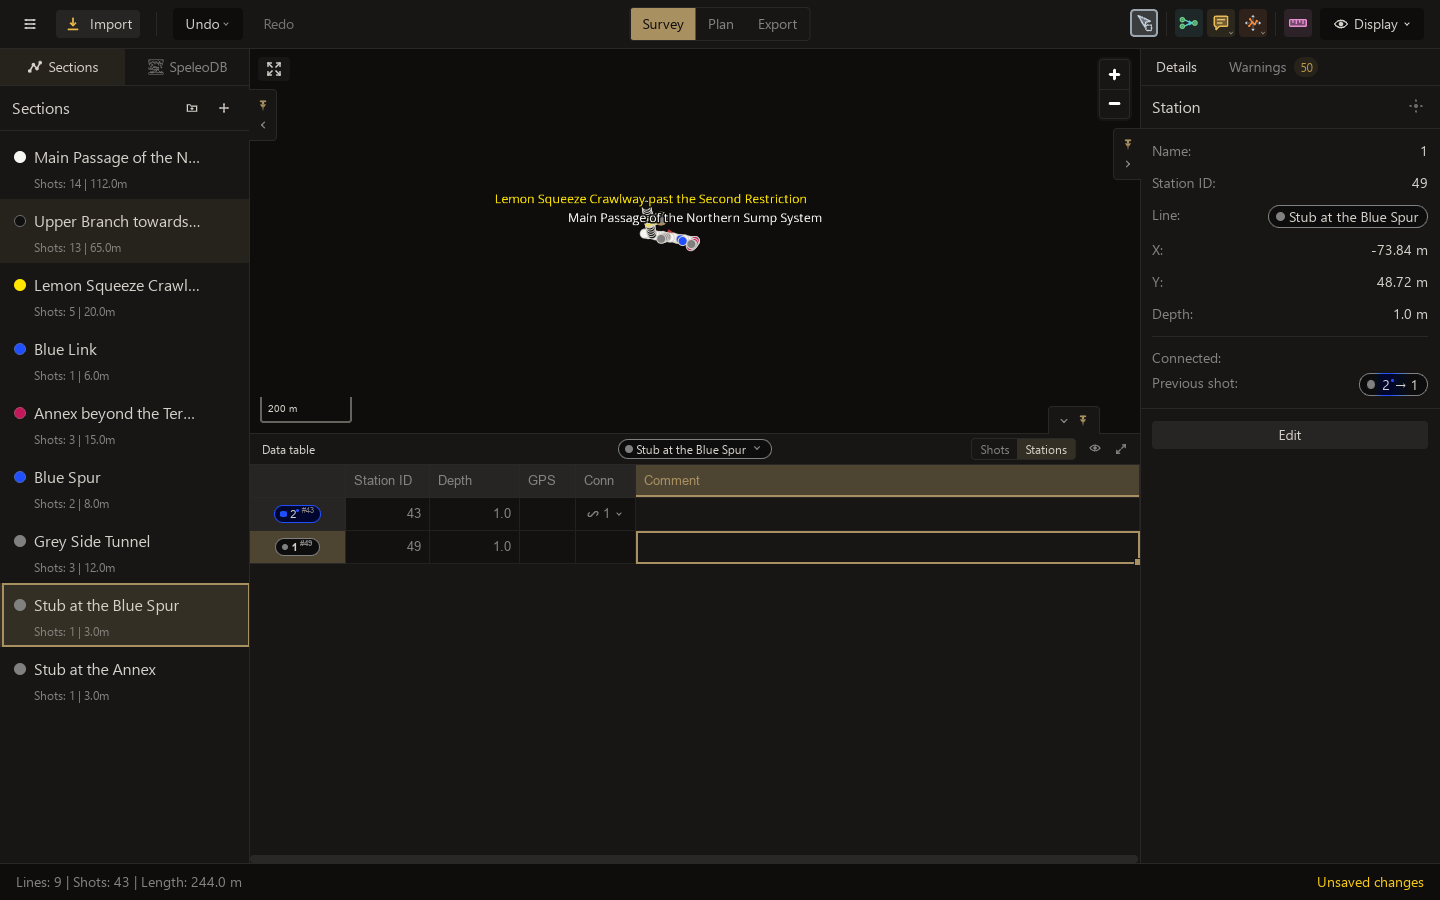 Import
Undo
Redo
Survey
Plan
Export
Display
Sections
SpeleoDB
Sections
Main Passage of the N...
Shots: 14 | 112.0m
Upper Branch towards...
Shots: 13 | 65.0m
Lemon Squeeze Crawl...
Shots: 5 | 20.0m
Blue Link
Shots: 1 | 6.0m
Annex beyond the Ter...
Shots: 3 | 15.0m
Blue Spur
Shots: 2 | 8.0m
Grey Side Tunnel
Shots: 3 | 12.0m
Stub at the Blue Spur
Shots: 1 | 3.0m
Stub at the Annex
Shots: 1 | 3.0m
Lemon Squeeze Crawlway past the Second Restriction
Main Passage of the Northern Sump System
200 m
Data table
Stub at the Blue Spur
Shots
Stations
Station ID
Depth
GPS
Conn
Comment
2 #43
43
1.0
1
1 #49
49
1.0
Details
Warnings
50
Station
Name:
1
Station ID:
49
Line:
Stub at the Blue Spur
X:
-73.84 m
Y:
48.72 m
Depth:
1.0 m
Connected:
Previous shot:
2 → 1
Edit
Lines: 9 | Shots: 43 | Length: 244.0 m
Unsaved changes